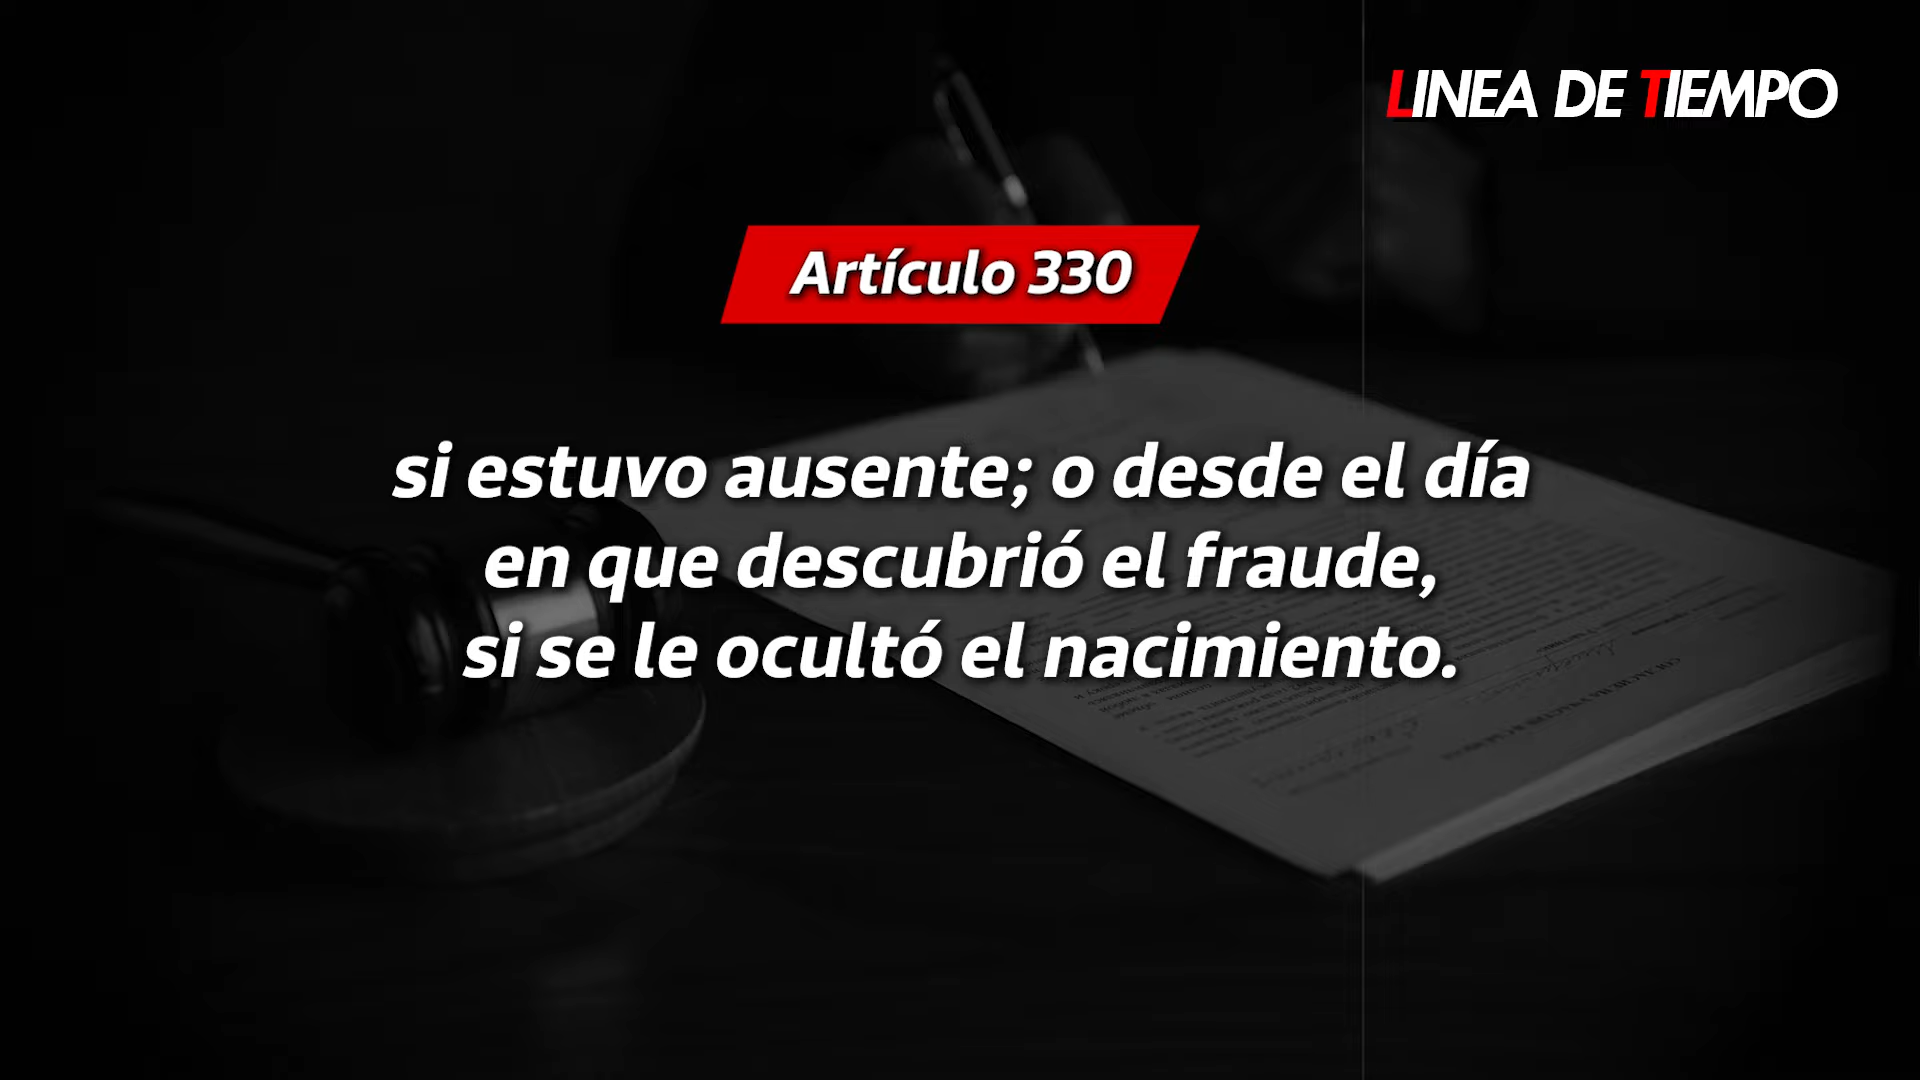 LINEA DE TIEMPO
Artículo 330
si estuvo ausente; o desde el día
en que descubrió el fraude,
si se le ocultó el nacimiento.